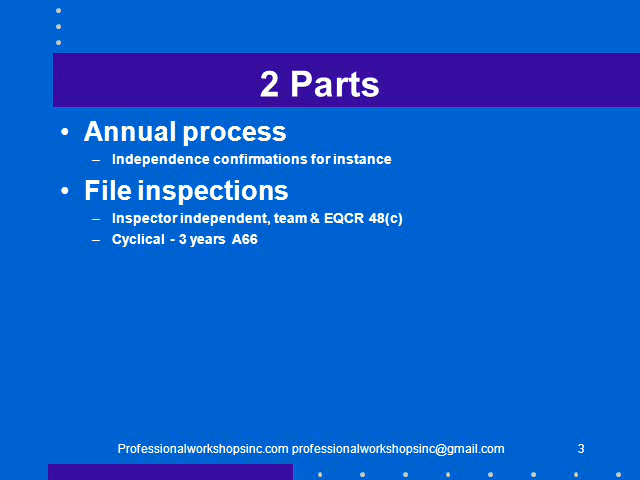 2 Parts
• Annual process
– Independence confirmations for instance
• File inspections
– Inspector independent, team & EQCR 48(c)
– Cyclical - 3 years A66
Professionalworkshopsinc.com professionalworkshopsinc@gmail.com 3